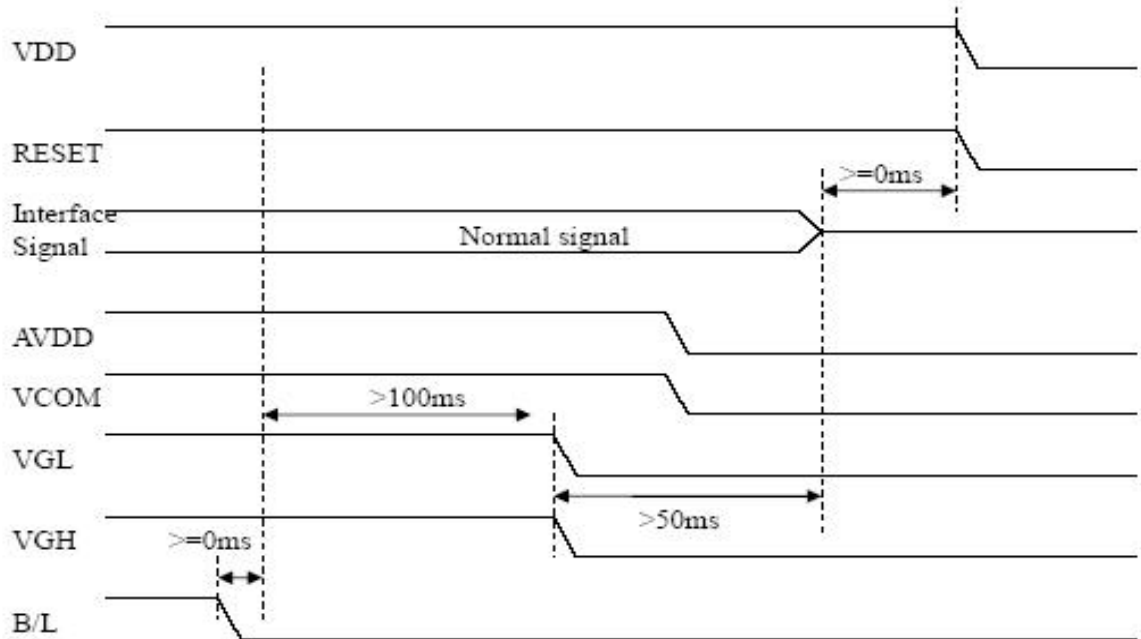 VDD
RESET
>=0ms
Interface
Signal
Normal signal
AVDD
VCOM
>100ms
VGL
>50ms
VGH
>=0ms
B/L